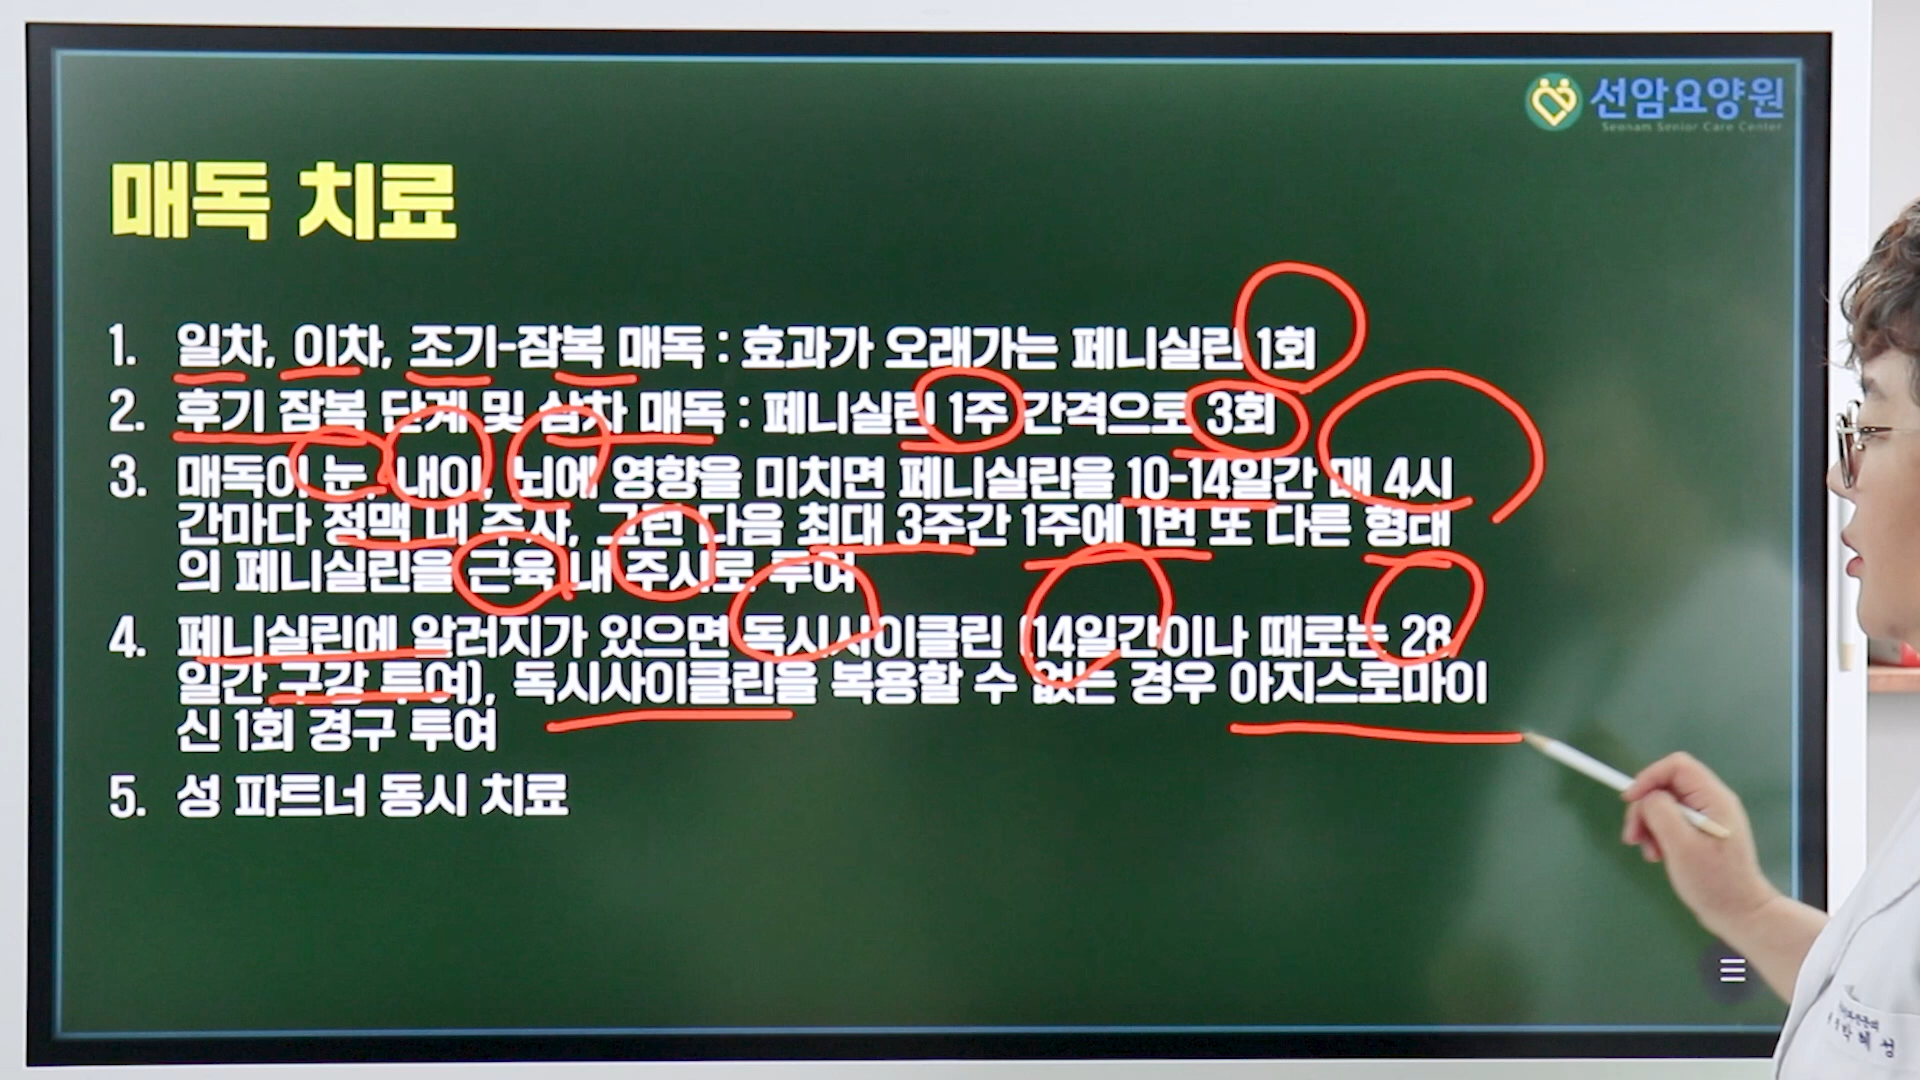 선암요양원
Seonam Senior Care Center
매독 치료
1. 일차, 이차, 조기-잠복 매독 : 효과가 오래가는 페니실린 1회
2. 후기 잠복 단계 및 삼차 매독 : 페니실린 1주 간격으로 3회
3. 매독이 눈, 내이, 뇌에 영향을 미치면 페니실린을 10-14일간 매 4시
간마다 정맥 내 주사, 그런 다음 최대 3주간 1주에 1번 또 다른 형태
의 페니실린을 근육 내 주사로 투여
4. 페니실린에 알러지가 있으면 독시사이클린 (14일간이나 때로는 28
일간 구강 투여), 독시사이클린을 복용할 수 없는 경우 아지스로마이
신 1회 경구 투여
5. 성 파트너 동시 치료